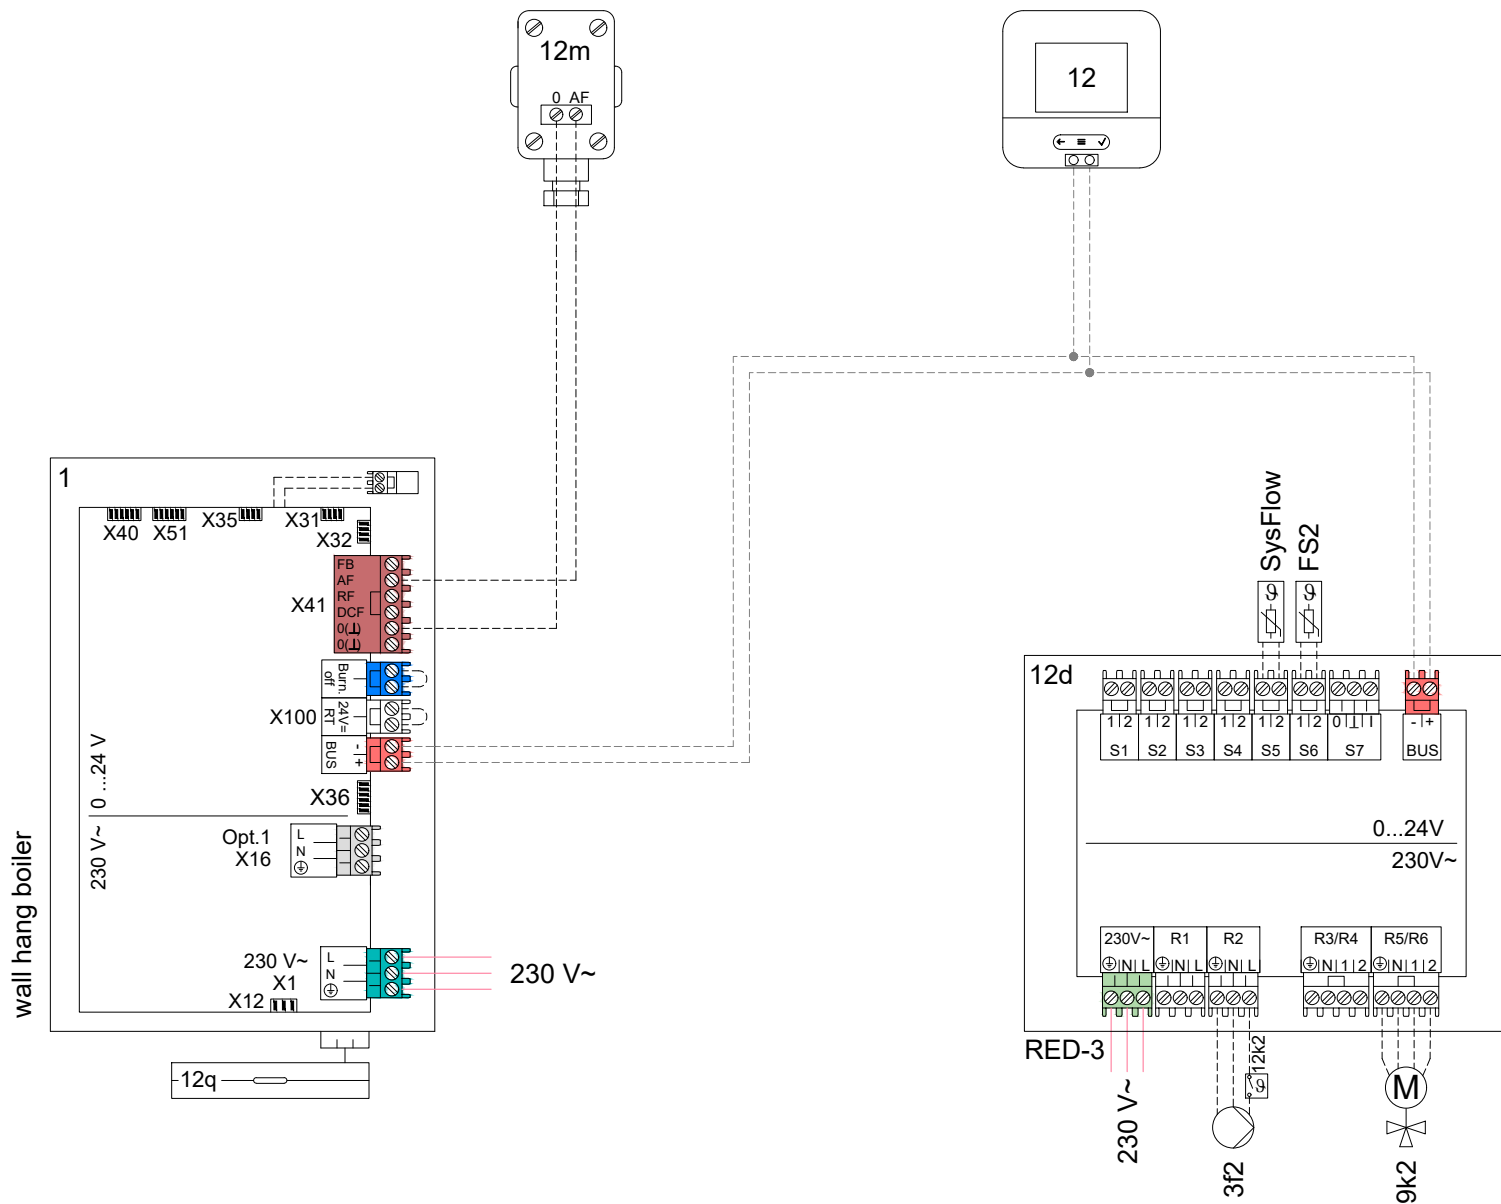 12m
0 AF
12
1
X40
X51
X35
X31
X32
X41
FB
AF
RF
DCF
0(⊥)
0(⊥)
Burn.
off
X100
24V=
RT
BUS
-
+
X36
0 ...24 V
230 V~
Opt.1
X16
L
N
230 V~
X1
L
N
230 V~
X12
wall hang boiler
12q
SysFlow
FS2
12d
1|2
1|2
1|2
1|2
1|2
1|2
0|⊥|I
-|+
S1
S2
S3
S4
S5
S6
S7
BUS
0...24V
230V~
230V~
R1
R2
R3/R4
R5/R6
|N|L
|N|L
|N|L
|N|1|2
|N|1|2
RED-3
230 V~
12k2
ϑ
ϑ
ϑ
M
3f2
9k2